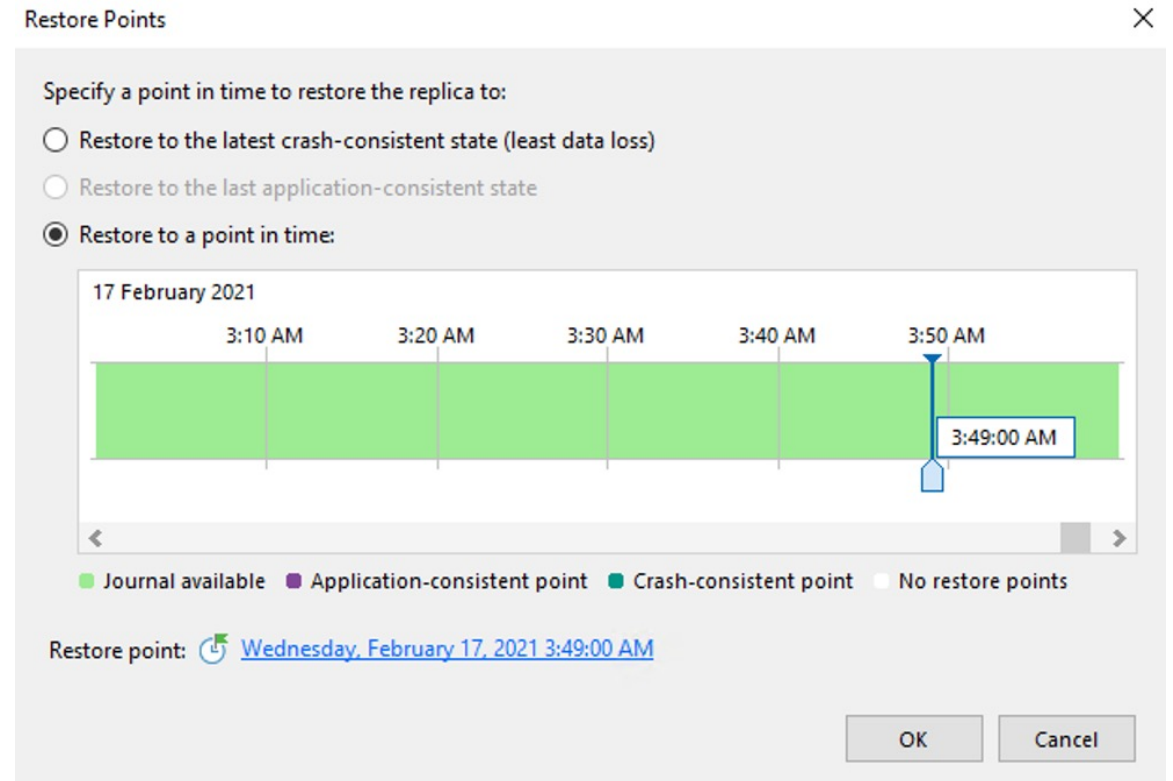 Restore Points
Specify a point in time to restore the replica to:
Restore to the latest crash-consistent state (least data loss)
Restore to the last application-consistent state
Restore to a point in time:
17 February 2021
3:10 AM 3:20 AM 3:30 AM 3:40 AM 3:50 AM
3:49:00 AM
Journal available Application-consistent point Crash-consistent point No restore points
Restore point: Wednesday, February 17, 2021 3:49:00 AM
OK Cancel